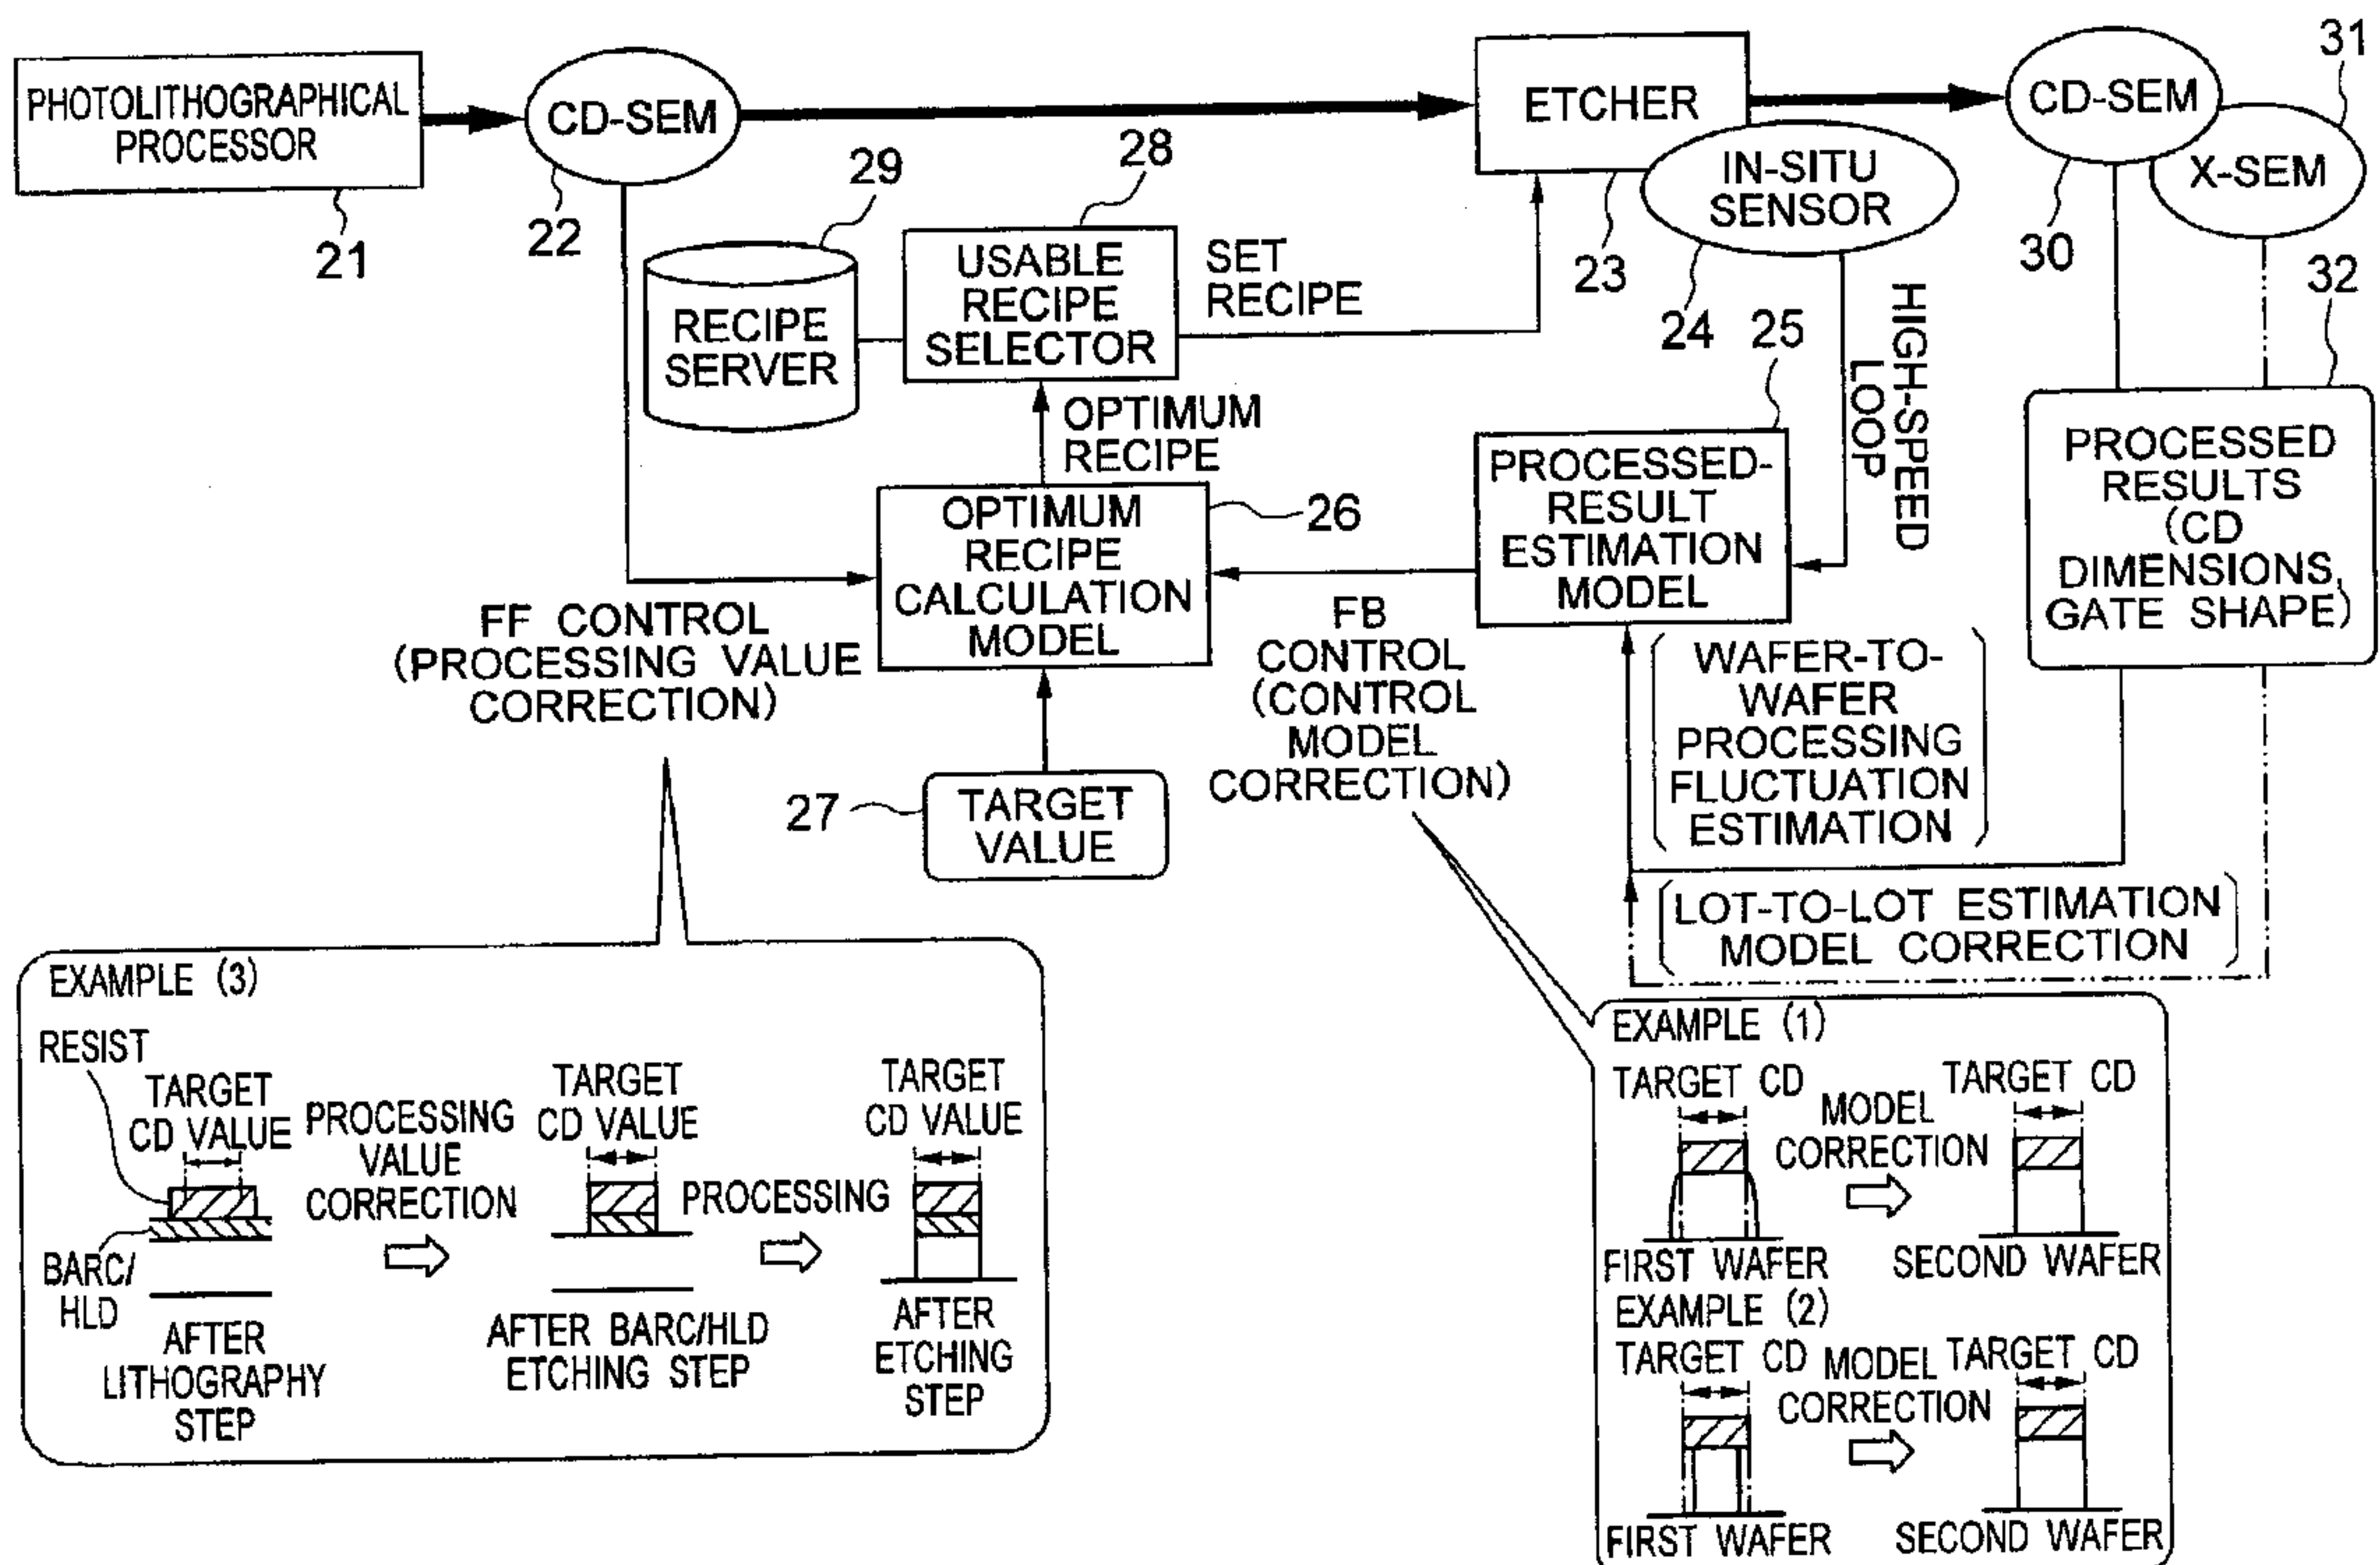 PHOTOLITHOGRAPHICAL
PROCESSOR
21
CD-SEM
22
ETCHER
23
IN-SITU
SENSOR
24
CD-SEM
30
X-SEM
31
29
RECIPE
SERVER
28
USABLE
RECIPE
SELECTOR
SET
RECIPE
OPTIMUM
RECIPE
OPTIMUM
RECIPE
CALCULATION
MODEL
26
25
PROCESSED-
RESULT
ESTIMATION
MODEL
HIGH-SPEED
LOOP
32
PROCESSED
RESULTS
(CD
DIMENSIONS,
GATE SHAPE)
FF CONTROL
(PROCESSING VALUE
CORRECTION)
27
TARGET
VALUE
FB
CONTROL
(CONTROL
MODEL
CORRECTION)
(WAFER-TO-
WAFER
PROCESSING
FLUCTUATION
ESTIMATION)
(LOT-TO-LOT ESTIMATION
MODEL CORRECTION)
EXAMPLE (3)
RESIST
TARGET
CD VALUE
BARC/
HLD
AFTER
LITHOGRAPHY
STEP
PROCESSING
VALUE
CORRECTION
TARGET
CD VALUE
AFTER BARC/HLD
ETCHING STEP
PROCESSING
TARGET
CD VALUE
AFTER
ETCHING
STEP
EXAMPLE (1)
TARGET CD
MODEL
CORRECTION
TARGET CD
FIRST WAFER
SECOND WAFER
EXAMPLE (2)
TARGET CD
MODEL
CORRECTION
TARGET CD
FIRST WAFER
SECOND WAFER